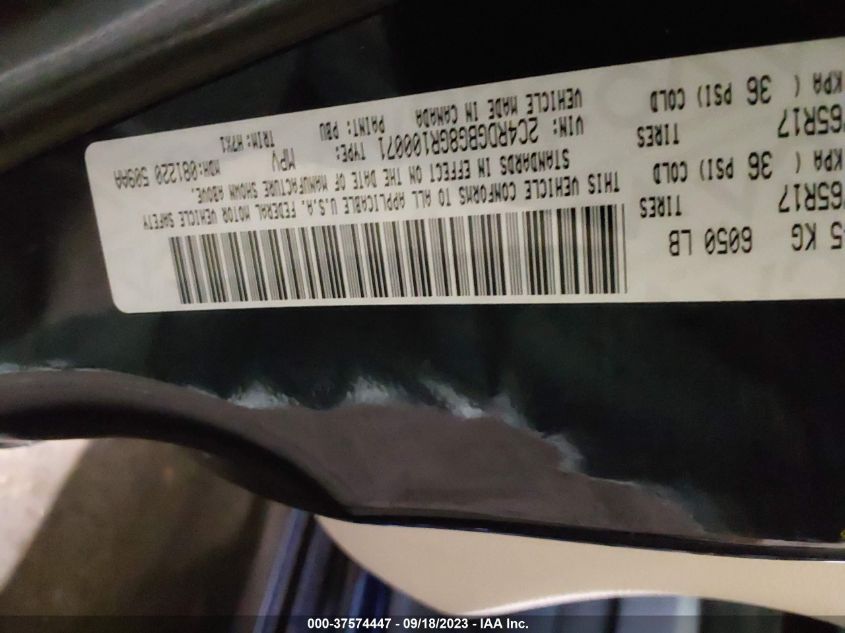 5 KG 6050 LB
65R17 TIRES
KPA ( 36 PSI) COLD
65R17 TIRES
KPA ( 36 PSI) COLD
THIS VEHICLE CONFORMS TO ALL APPLICABLE U.S.A. FEDERAL MOTOR VEHICLE SAFETY
STANDARDS IN EFFECT ON THE DATE OF MANUFACTURE SHOWN ABOVE.
VIN: 2C4RDGBG8GR100071 TYPE: MPV MDH:081220 509AA
VEHICLE MADE IN CANADA PAINT: PBU TRIM: H7X1
000-37574447 - 09/18/2023 - IAA Inc.